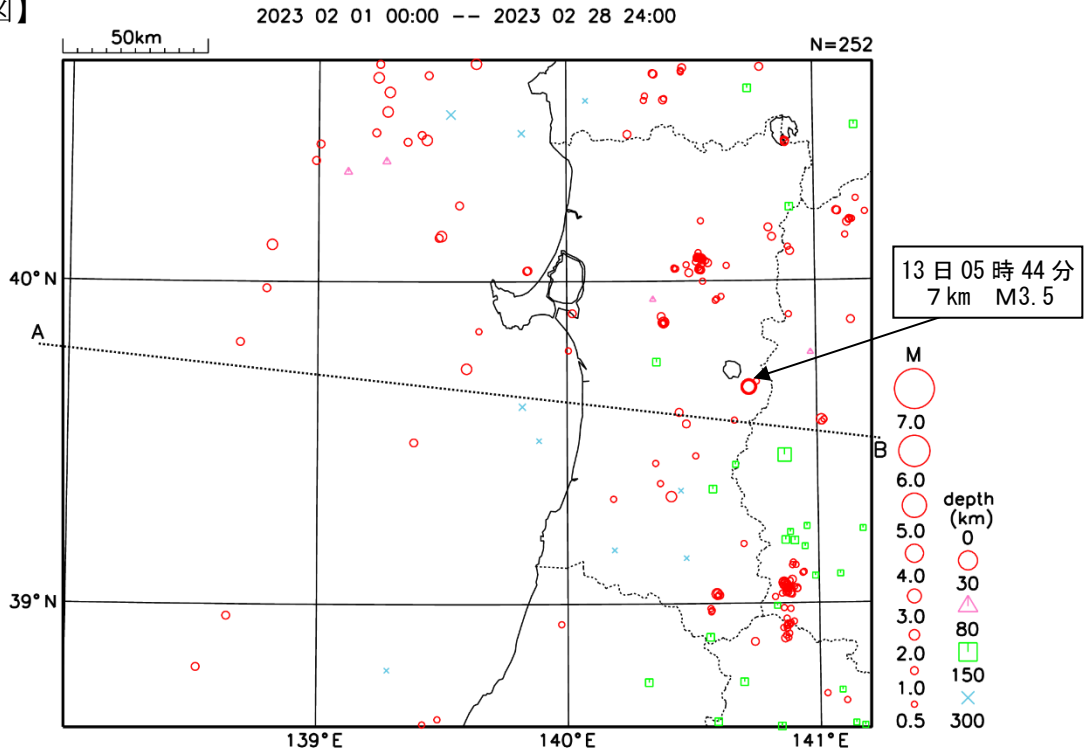 図】
2023 02 01 00:00 -- 2023 02 28 24:00
50km
N=252
40°N
39°N
139°E
140°E
141°E
A
B
13日05時44分
7km M3.5
M
7.0
6.0
5.0
4.0
3.0
2.0
1.0
0.5
depth
(km)
0
30
80
150
300